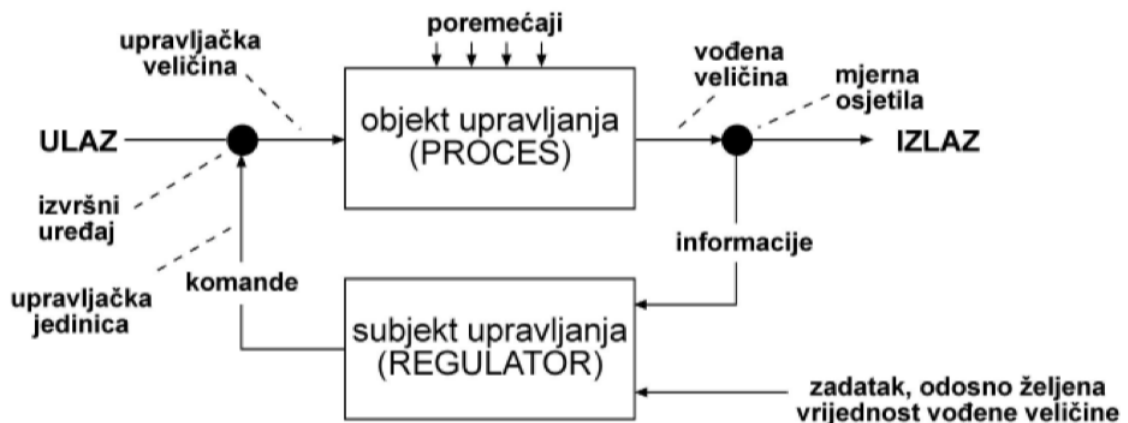 poremećaji
upravljačka
veličina
vođena
veličina
mjerna
osjetila
objekt upravljanja
(PROCES)
ULAZ
IZLAZ
izvršni
uređaj
informacije
komande
upravljačka
jedinica
subjekt upravljanja
(REGULATOR)
zadatak, odosno željena
vrijednost vođene veličine